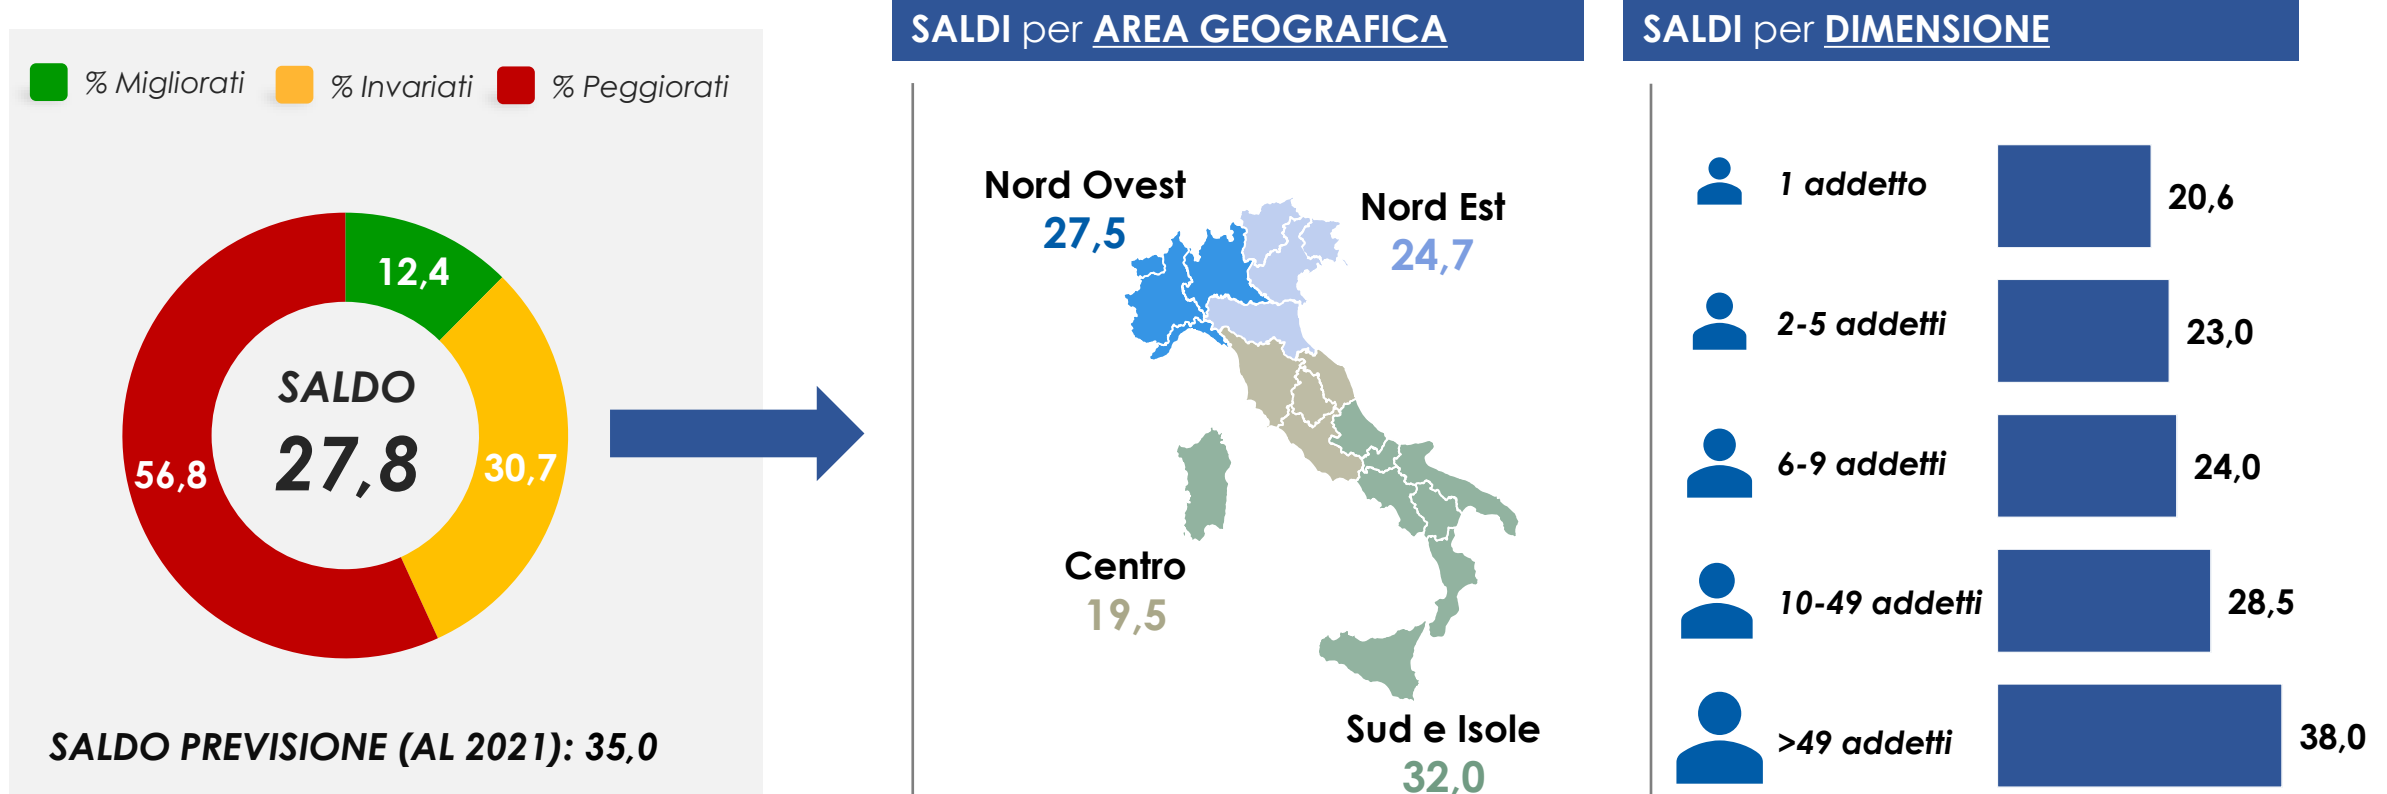 % Migliorati
% Invariati
% Peggiorati
12,4
30,7
56,8
SALDO
27,8
SALDO PREVISIONE (AL 2021): 35,0
SALDI per AREA GEOGRAFICA
Nord Ovest
27,5
Nord Est
24,7
Centro
19,5
Sud e Isole
32,0
SALDI per DIMENSIONE
1 addetto
20,6
2-5 addetti
23,0
6-9 addetti
24,0
10-49 addetti
28,5
>49 addetti
38,0